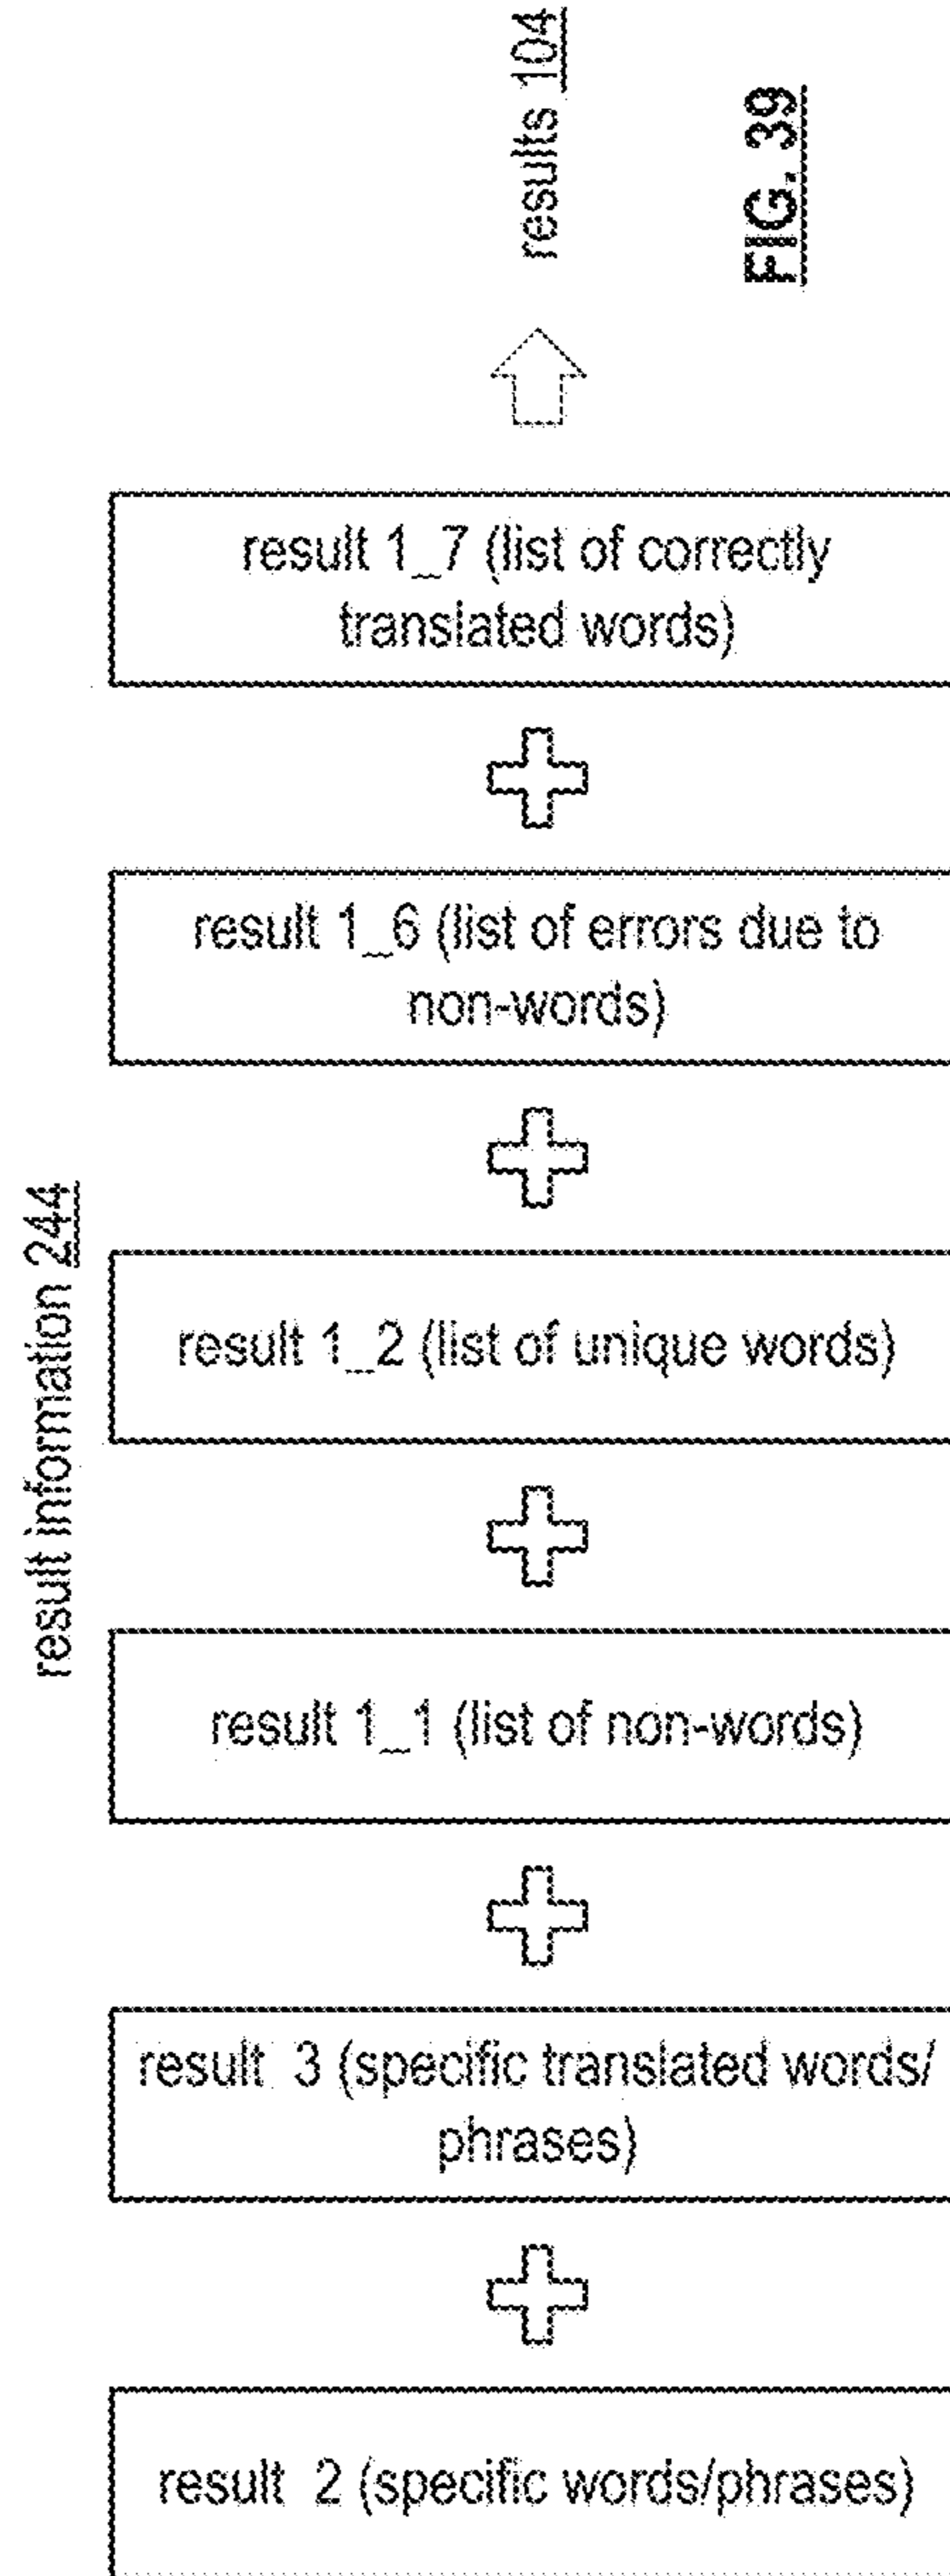 results 104
FIG. 39
result information 244
result 1_7 (list of correctly
translated words)
result 1_6 (list of errors due to
non-words)
result 1_2 (list of unique words)
result 1_1 (list of non-words)
result 3 (specific translated words/
phrases)
result 2 (specific words/phrases)